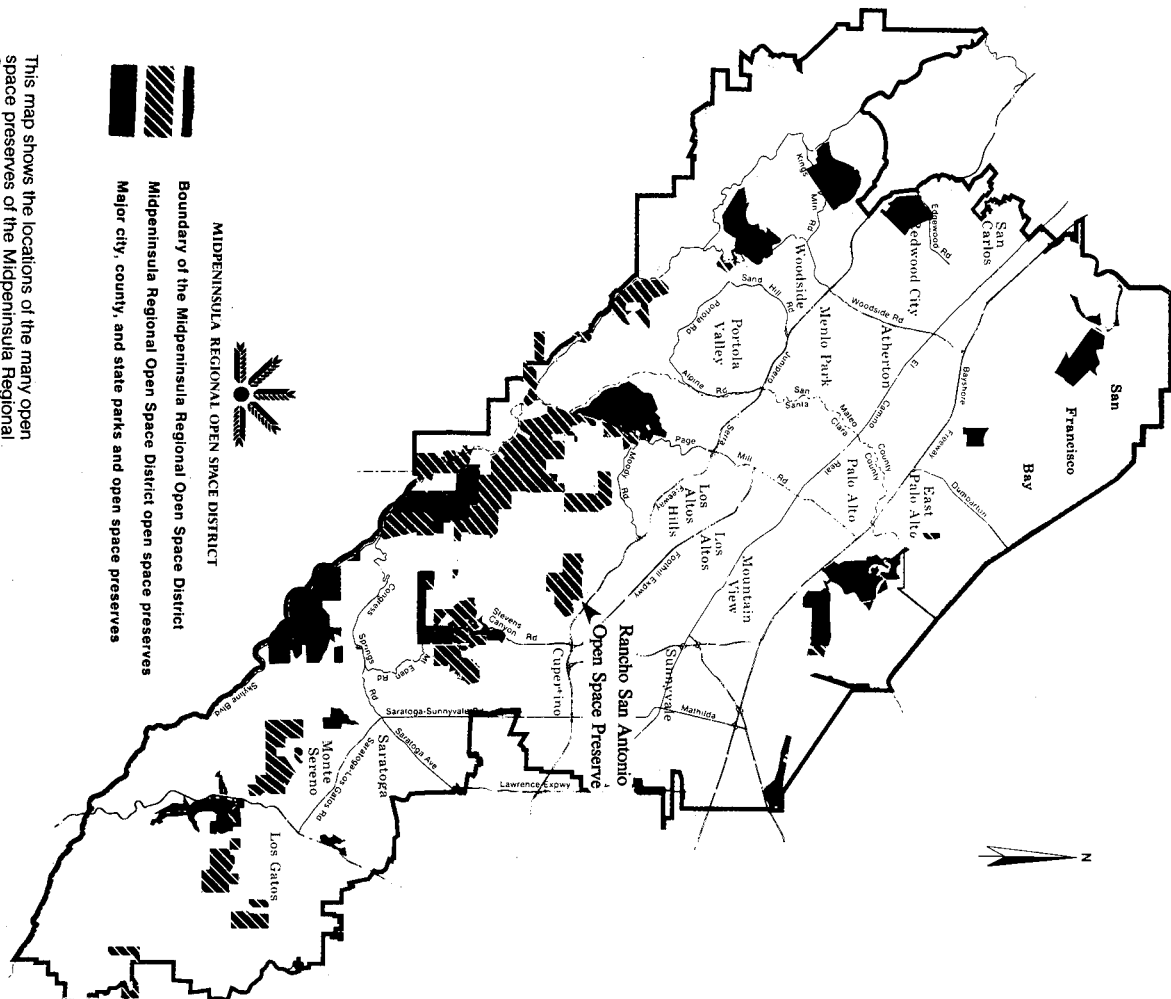 San
Francisco
Bay
San
Carlos
Edgewood Rd
Redwood City
Kings Mtn Rd
Woodside
Woodside Rd
Atherton
Menlo Park
Bayshore Freeway
El Camino Real
Sand Hill Rd
Portola Rd
Portola
Valley
Alpine Rd
Junipero Serra Freeway
San Mateo County
Santa Clara County
Dumbarton
East
Palo Alto
Palo Alto
Page Mill Rd
Moody Rd
Los
Altos
Hills
Los
Altos
Foothill Expwy
Mountain
View
Rancho San Antonio
Open Space Preserve
Sunnyvale
Mathilda
Cupertino
Stevens
Canyon Rd
Mt Eden Rd
Congress Springs Rd
Saratoga-Sunnyvale Rd
Saratoga Ave
Lawrence Expwy
Saratoga
Saratoga-Los Gatos Rd
Monte
Sereno
Skyline Blvd
Los Gatos
N
MIDPENINSULA REGIONAL OPEN SPACE DISTRICT
Boundary of the Midpeninsula Regional Open Space District
Midpeninsula Regional Open Space District open space preserves
Major city, county, and state parks and open space preserves
This map shows the locations of the many open
space preserves of the Midpeninsula Regional